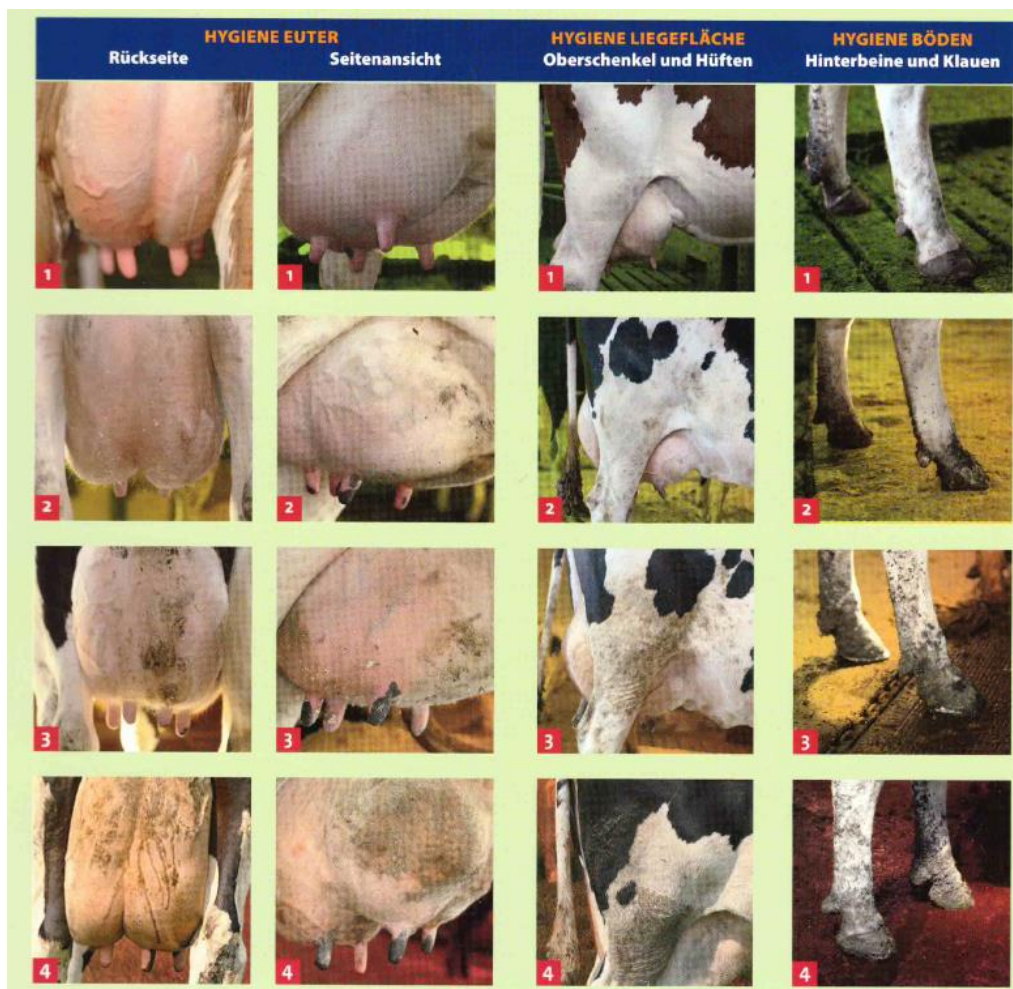 HYGIENE EUTER
Rückseite
Seitenansicht
HYGIENE LIEGEFLÄCHE
Oberschenkel und Hüften
HYGIENE BÖDEN
Hinterbeine und Klauen
1
1
1
1
2
2
2
2
3
3
3
3
4
4
4
4